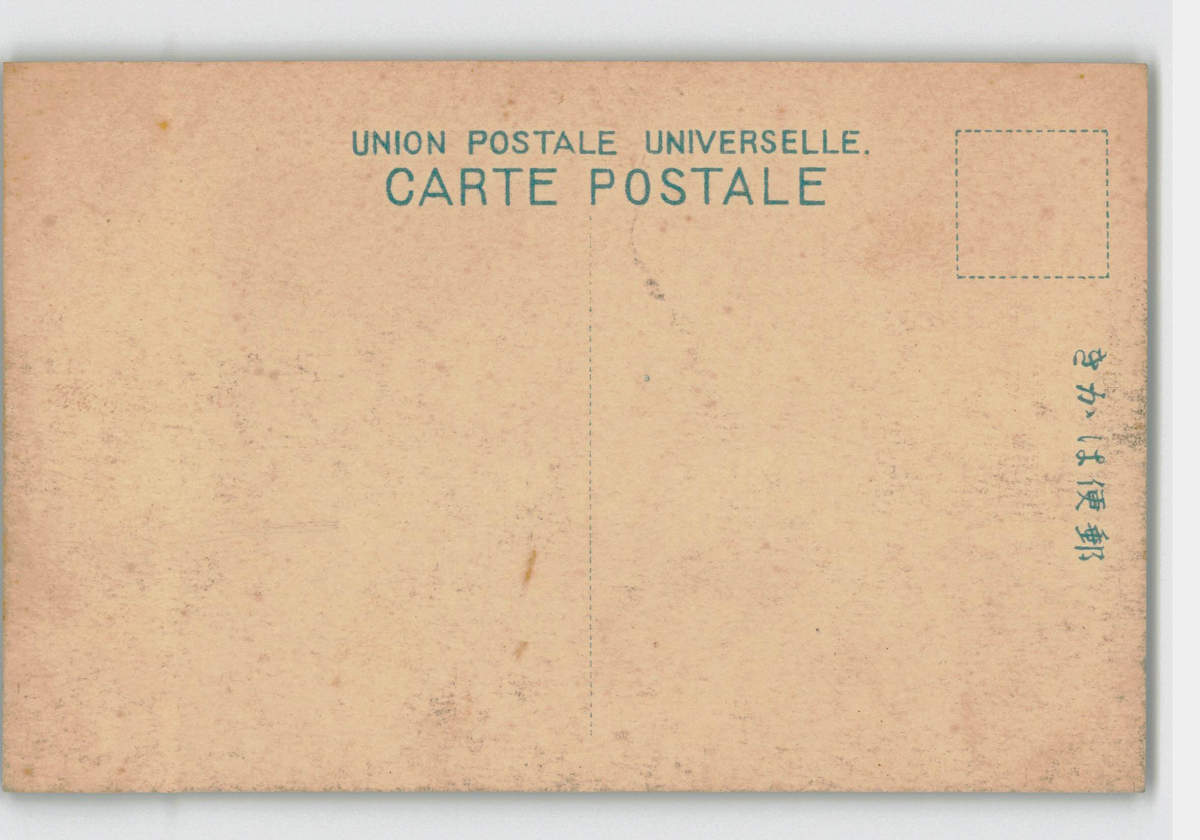 UNION POSTALE UNIVERSELLE.
CARTE POSTALE
きかは便郵